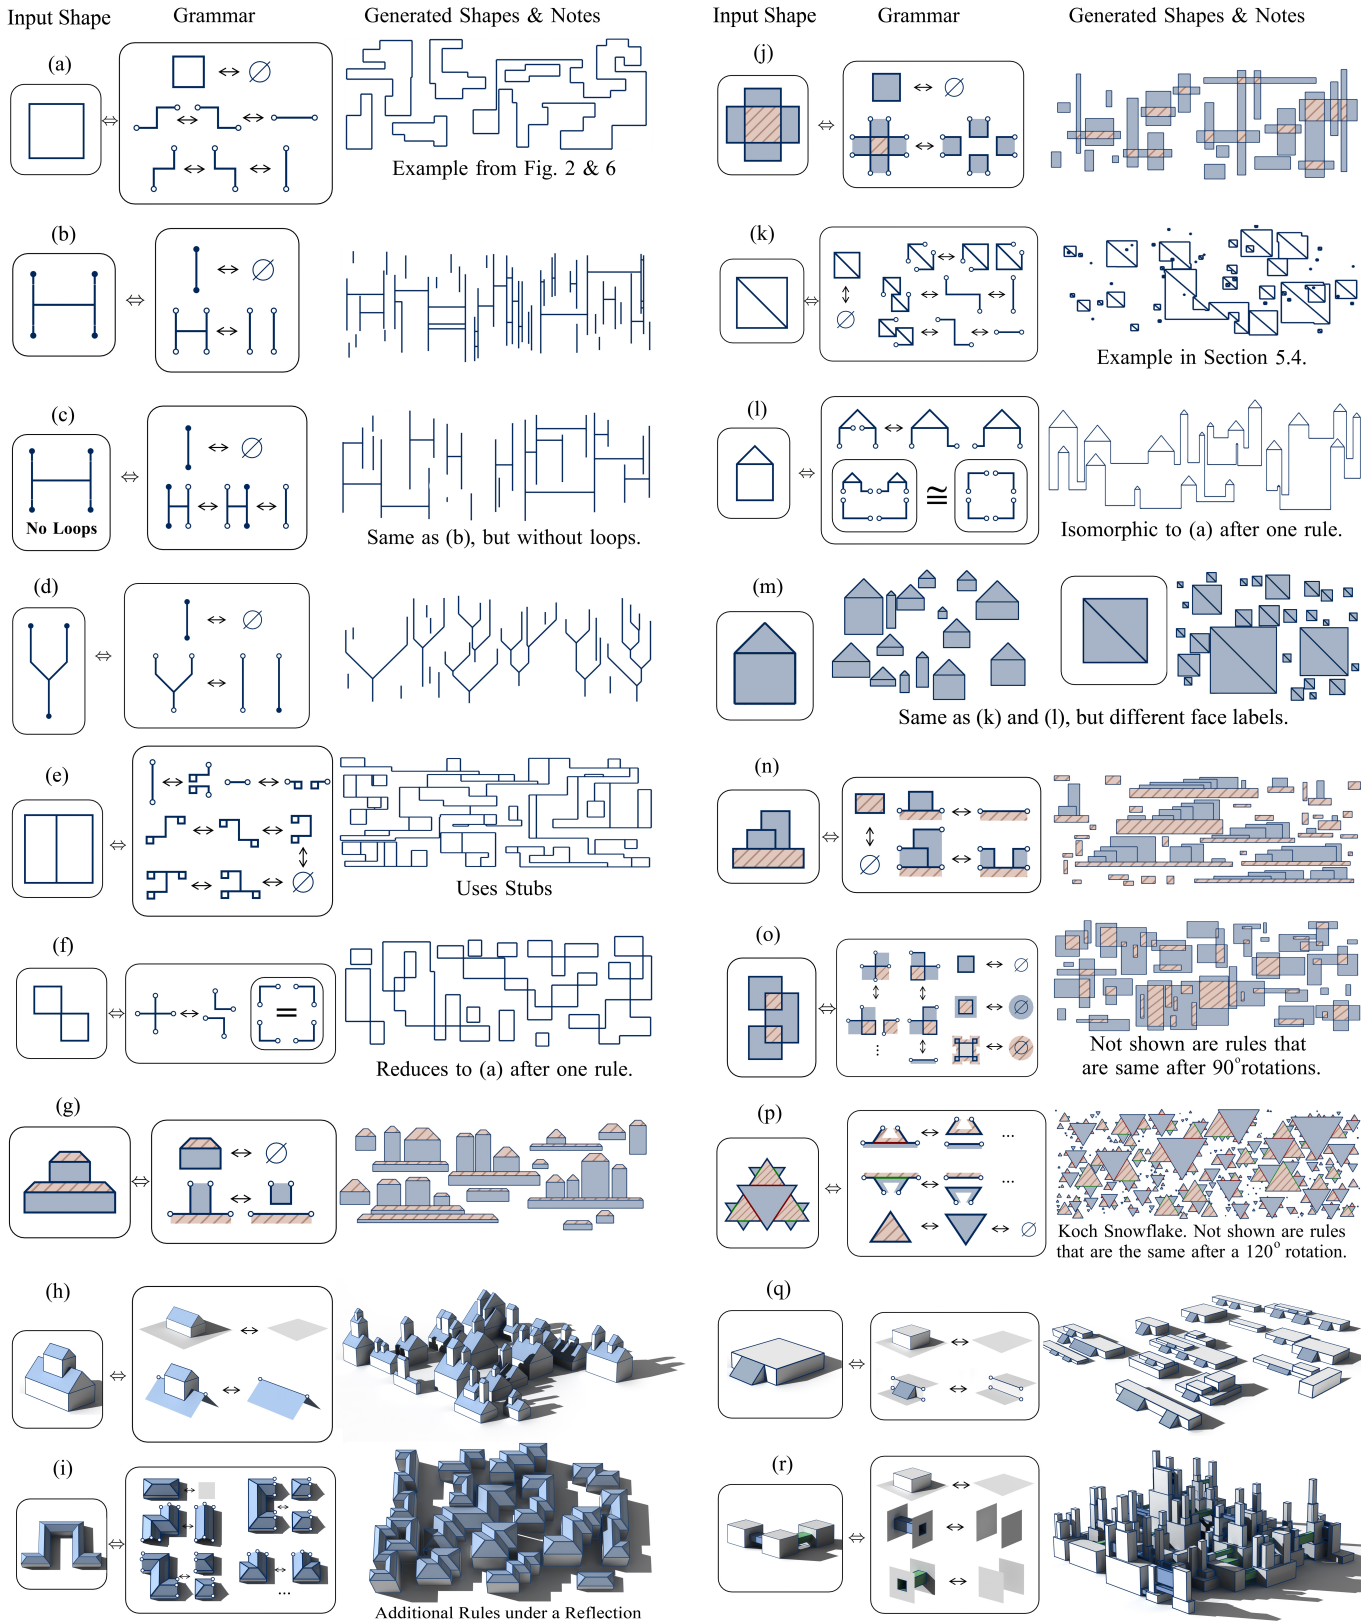 Input Shape Grammar Generated Shapes & Notes
(a)
Example from Fig. 2 & 6
(b)
(c)
No Loops
Same as (b), but without loops.
(d)
(e)
Uses Stubs
(f)
=
Reduces to (a) after one rule.
(g)
(h)
(i)
...
Additional Rules under a Reflection
Input Shape Grammar Generated Shapes & Notes
(j)
(k)
Example in Section 5.4.
(l)
≅
Isomorphic to (a) after one rule.
(m)
Same as (k) and (l), but different face labels.
(n)
(o)
...
Not shown are rules that
are same after 90° rotations.
(p)
...
...
Koch Snowflake. Not shown are rules
that are the same after a 120° rotation.
(q)
(r)